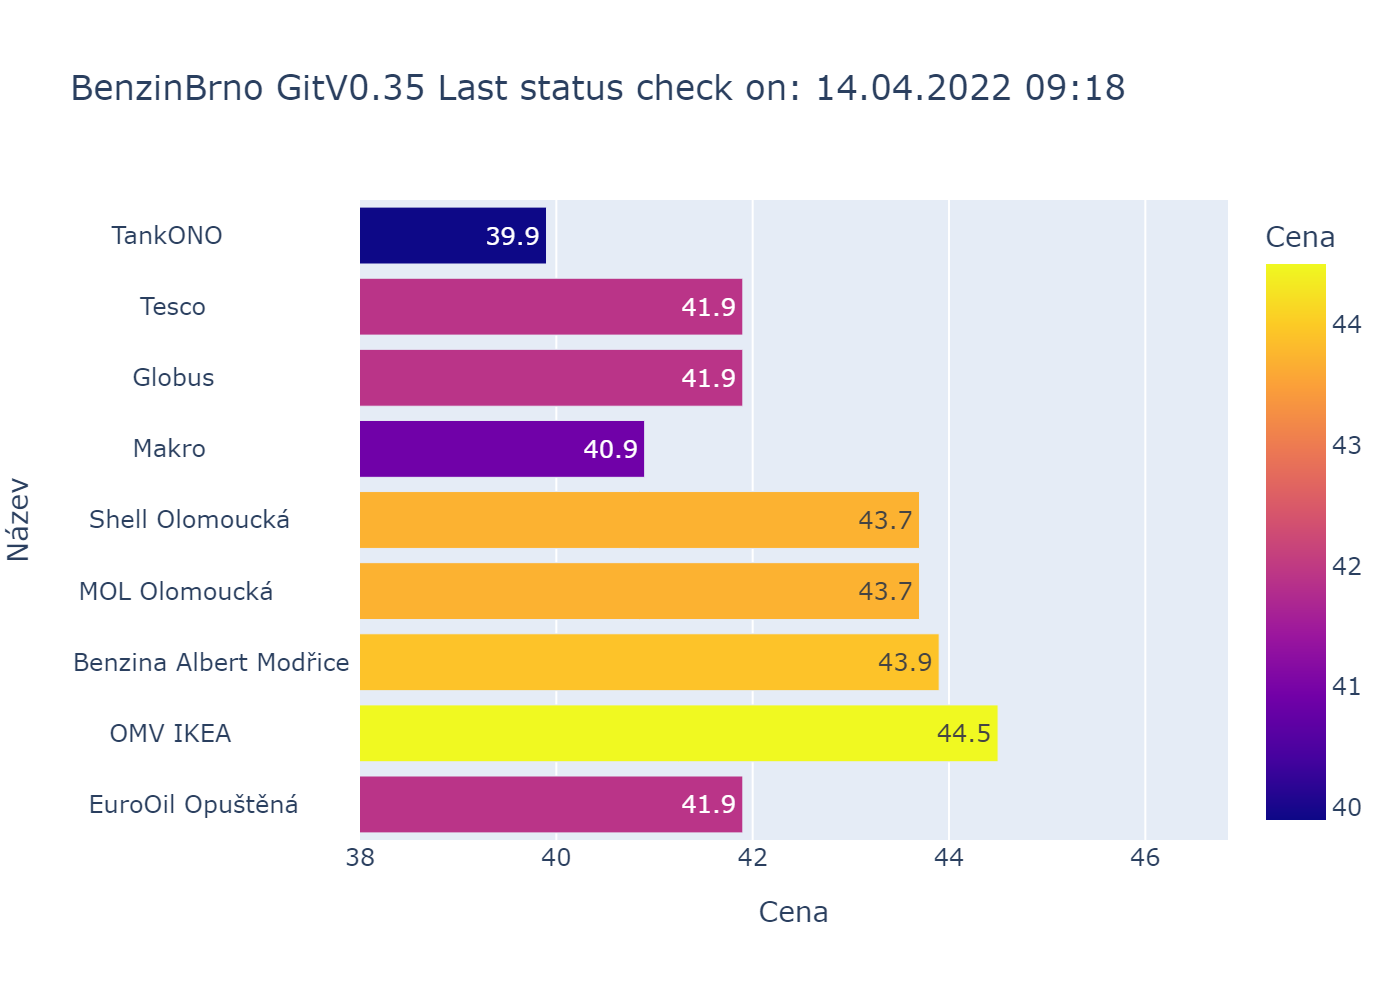 BenzinBrno GitV0.35 Last status check on: 14.04.2022 09:18
Název
TankONO
39.9
Tesco
41.9
Globus
41.9
Makro
40.9
Shell Olomoucká
43.7
MOL Olomoucká
43.7
Benzina Albert Modřice
43.9
OMV IKEA
44.5
EuroOil Opuštěná
41.9
38 40 42 44 46
Cena
Cena
44
43
42
41
40